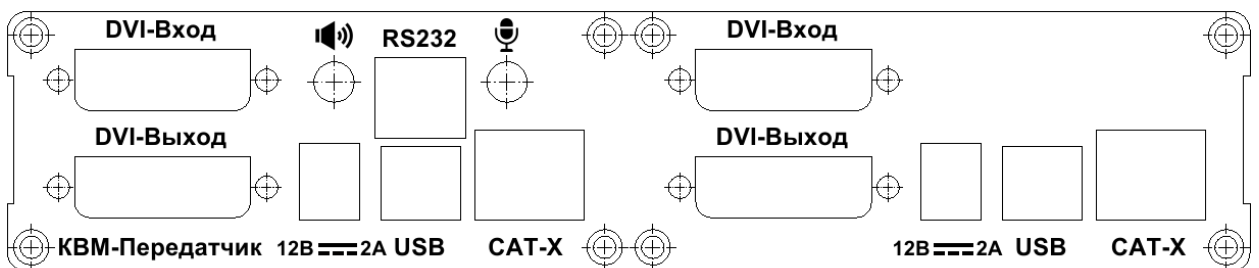 DVI-Вход
RS232
DVI-Выход
КВМ-Передатчик
12В 2А
USB
CAT-X
DVI-Вход
DVI-Выход
12В 2А
USB
CAT-X